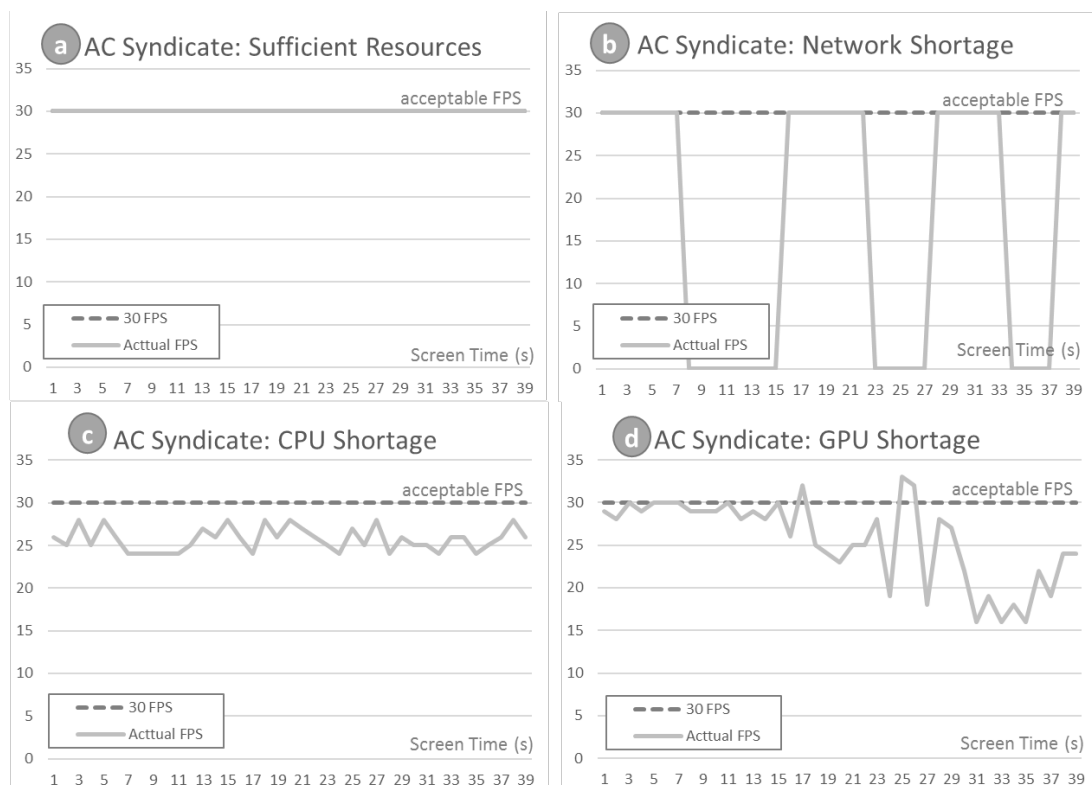 a AC Syndicate: Sufficient Resources
35
acceptable FPS
30
25
20
15
10
5
0
30 FPS
Acttual FPS
Screen Time (s)
1 3 5 7 9 11 13 15 17 19 21 23 25 27 29 31 33 35 37 39
b AC Syndicate: Network Shortage
35
acceptable FPS
30
25
20
15
10
5
0
30 FPS
Acttual FPS
Screen Time (s)
1 3 5 7 9 11 13 15 17 19 21 23 25 27 29 31 33 35 37 39
c AC Syndicate: CPU Shortage
35
acceptable FPS
30
25
20
15
10
5
0
30 FPS
Acttual FPS
Screen Time (s)
1 3 5 7 9 11 13 15 17 19 21 23 25 27 29 31 33 35 37 39
d AC Syndicate: GPU Shortage
35
acceptable FPS
30
25
20
15
10
5
0
30 FPS
Acttual FPS
Screen Time (s)
1 3 5 7 9 11 13 15 17 19 21 23 25 27 29 31 33 35 37 39